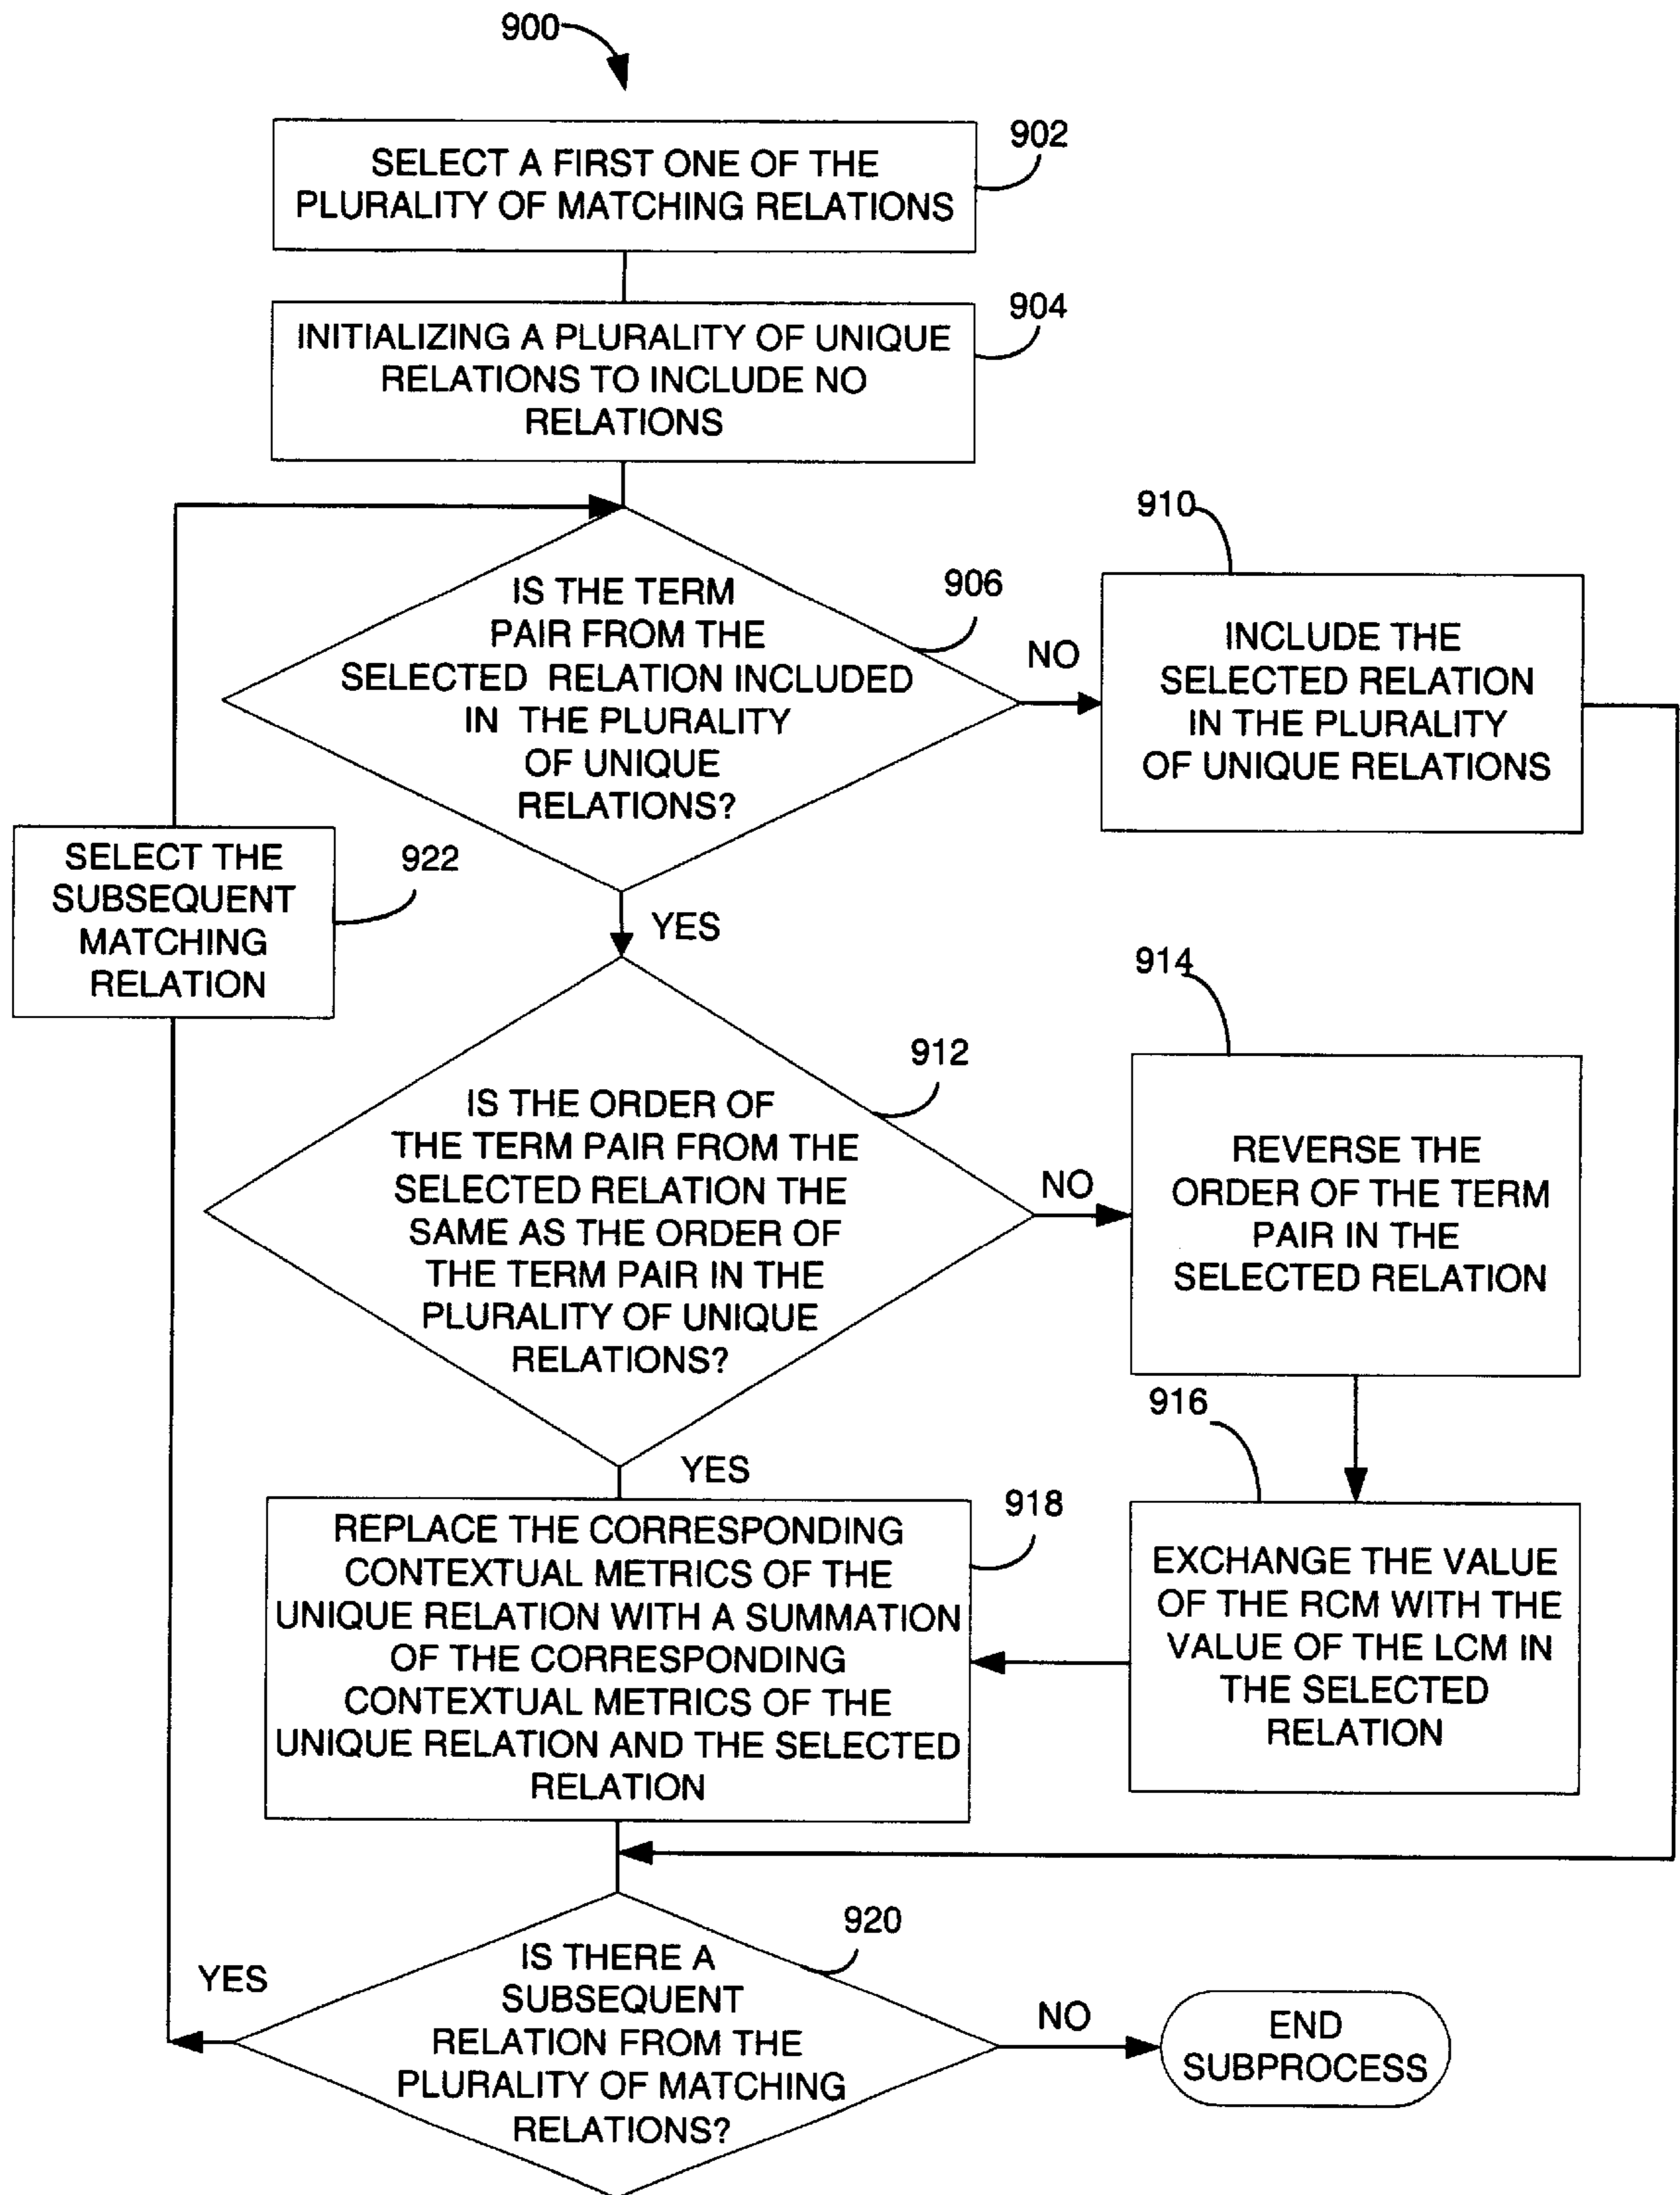 900
902
SELECT A FIRST ONE OF THE
PLURALITY OF MATCHING RELATIONS
904
INITIALIZING A PLURALITY OF UNIQUE
RELATIONS TO INCLUDE NO
RELATIONS
910
906
IS THE TERM
PAIR FROM THE
SELECTED RELATION INCLUDED
IN THE PLURALITY
OF UNIQUE
RELATIONS?
NO
INCLUDE THE
SELECTED RELATION
IN THE PLURALITY
OF UNIQUE RELATIONS
SELECT THE
SUBSEQUENT
MATCHING
RELATION
922
YES
914
912
IS THE ORDER OF
THE TERM PAIR FROM THE
SELECTED RELATION THE
SAME AS THE ORDER OF
THE TERM PAIR IN THE
PLURALITY OF UNIQUE
RELATIONS?
NO
REVERSE THE
ORDER OF THE TERM
PAIR IN THE
SELECTED RELATION
916
YES
918
REPLACE THE CORRESPONDING
CONTEXTUAL METRICS OF THE
UNIQUE RELATION WITH A SUMMATION
OF THE CORRESPONDING
CONTEXTUAL METRICS OF THE
UNIQUE RELATION AND THE SELECTED
RELATION
EXCHANGE THE VALUE
OF THE RCM WITH THE
VALUE OF THE LCM IN
THE SELECTED
RELATION
920
YES
IS THERE A
SUBSEQUENT
RELATION FROM THE
PLURALITY OF MATCHING
RELATIONS?
NO
END
SUBPROCESS